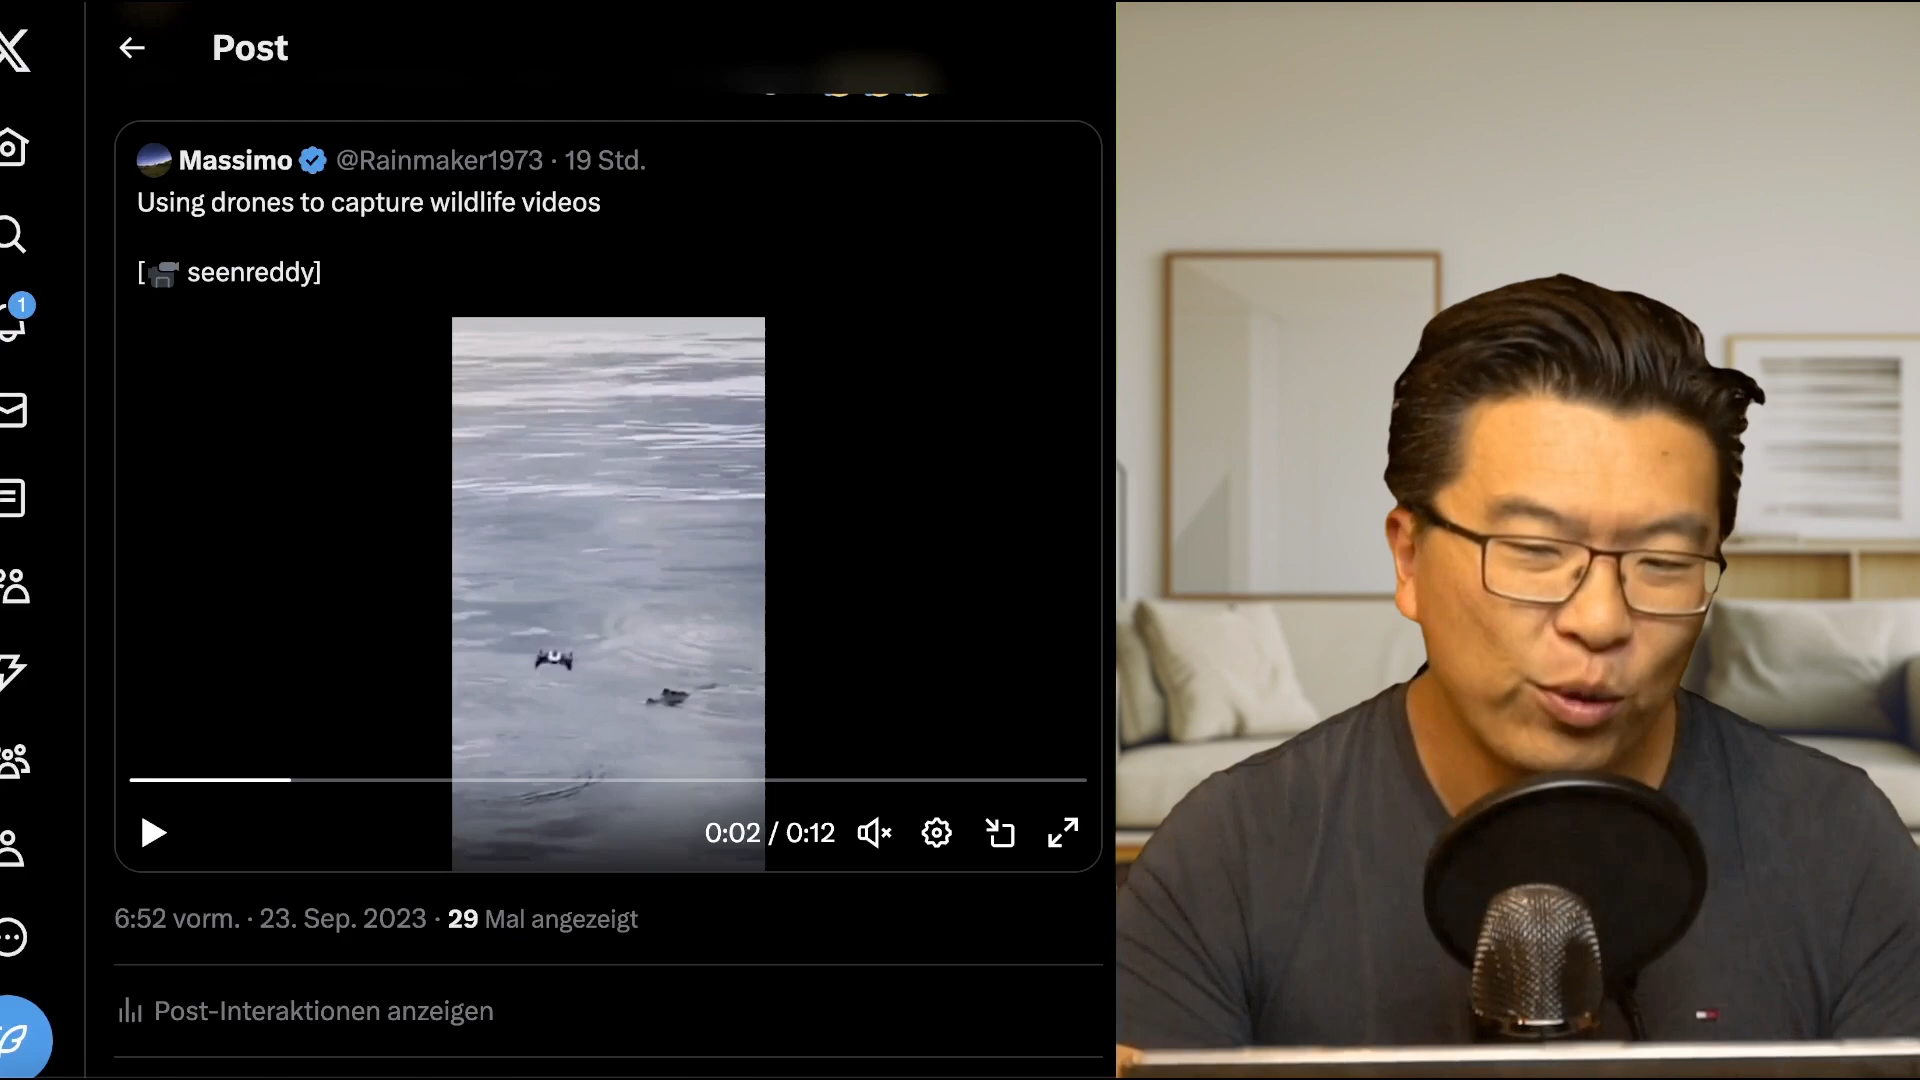 Post
Massimo @Rainmaker1973 · 19 Std.
Using drones to capture wildlife videos
[ seenreddy]
0:02 / 0:12
6:52 vorm. · 23. Sep. 2023 · 29 Mal angezeigt
Post-Interaktionen anzeigen
1